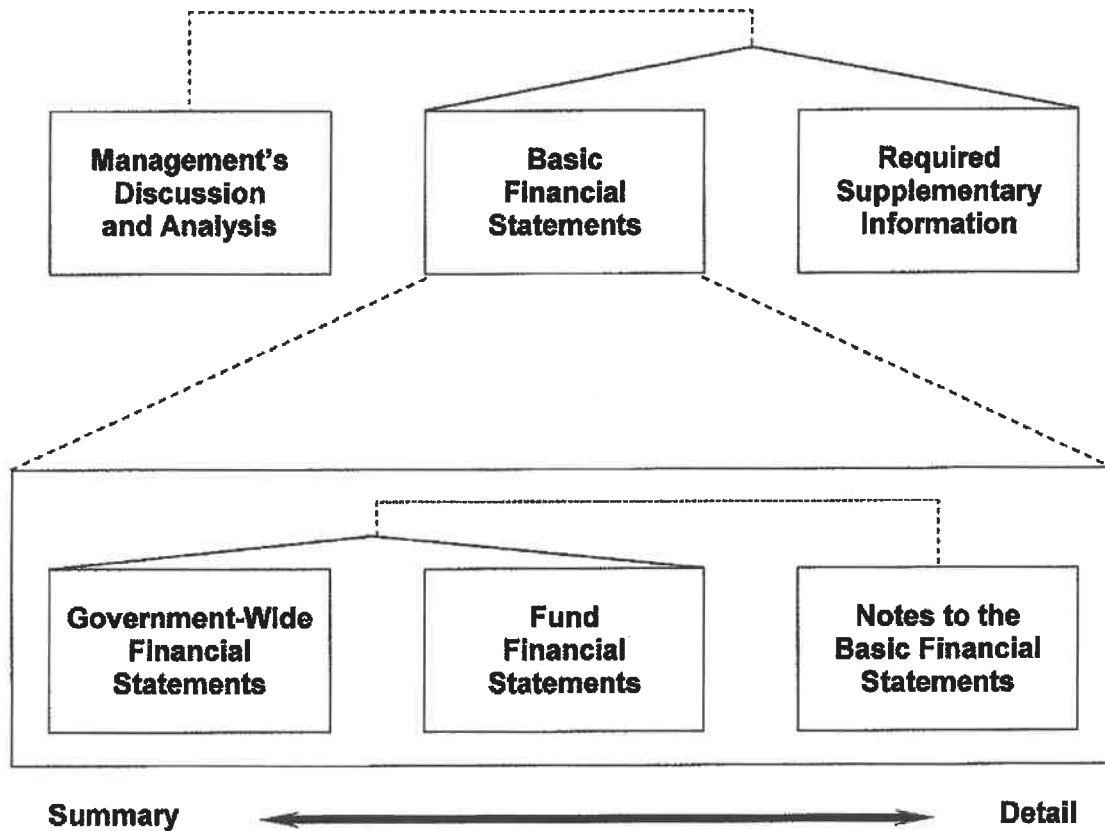 Management's
Discussion
and Analysis
Basic
Financial
Statements
Required
Supplementary
Information
Government-Wide
Financial
Statements
Fund
Financial
Statements
Notes to the
Basic Financial
Statements
Summary
Detail